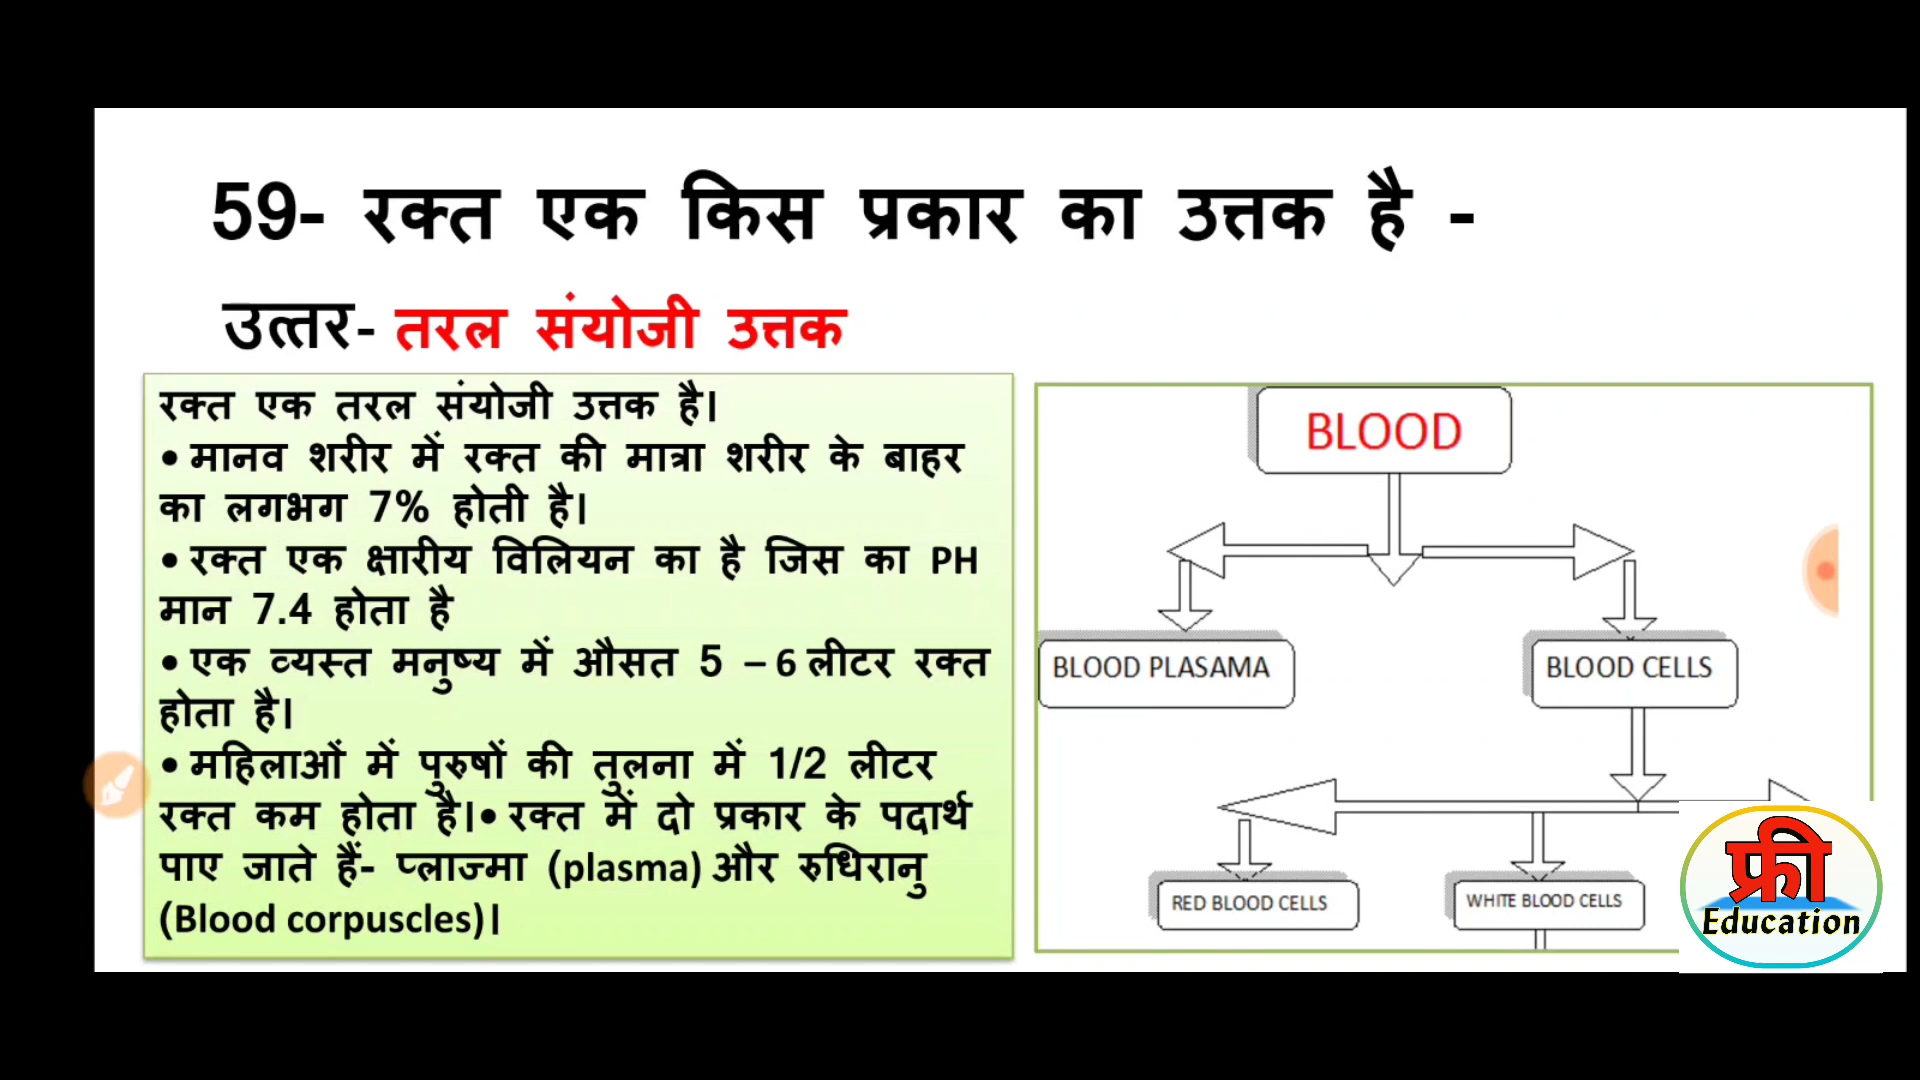 59- रक्त एक किस प्रकार का उत्तक है -
उत्तर- तरल संयोजी उत्तक
रक्त एक तरल संयोजी उत्तक है।
• मानव शरीर में रक्त की मात्रा शरीर के बाहर
का लगभग 7% होती है।
• रक्त एक क्षारीय विलियन का है जिस का PH
मान 7.4 होता है
• एक व्यस्त मनुष्य में औसत 5 – 6 लीटर रक्त
होता है।
• महिलाओं में पुरुषों की तुलना में 1/2 लीटर
रक्त कम होता है।• रक्त में दो प्रकार के पदार्थ
पाए जाते हैं- प्लाज्मा (plasma) और रुधिरानु
(Blood corpuscles)।
BLOOD
BLOOD PLASAMA
BLOOD CELLS
RED BLOOD CELLS
WHITE BLOOD CELLS
फ्री
Education